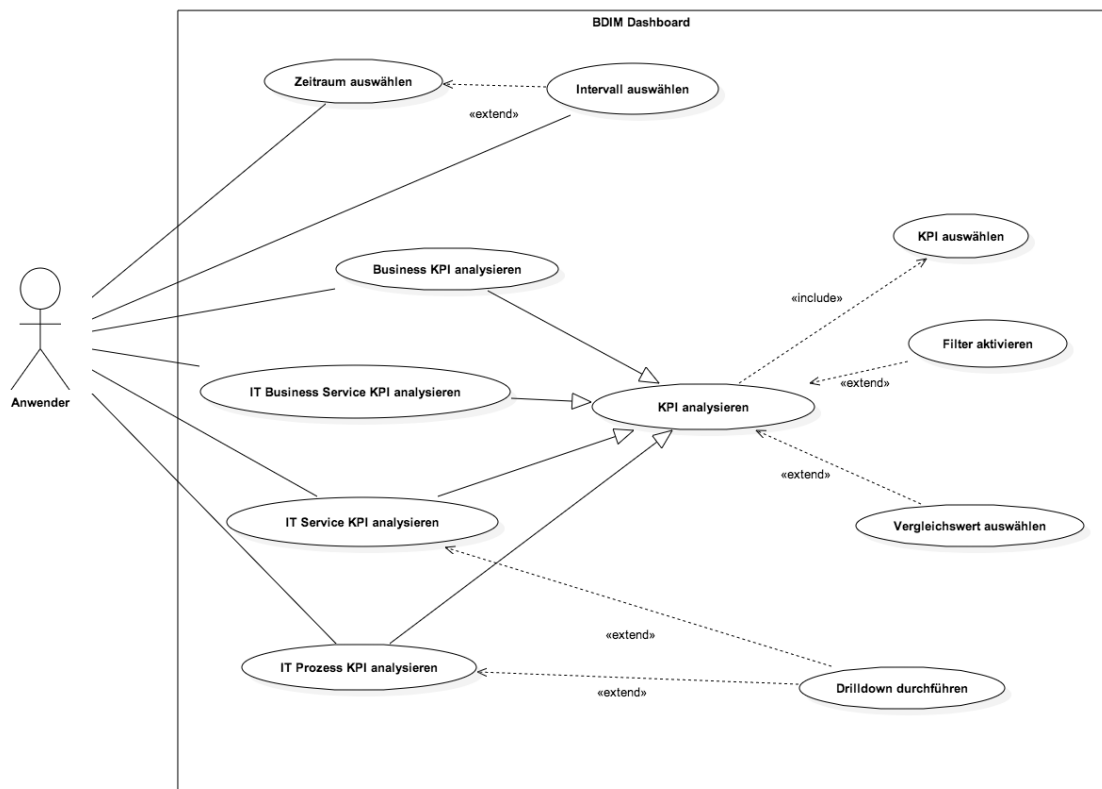 BDIM Dashboard
Zeitraum auswählen
Intervall auswählen
«extend»
KPI auswählen
Business KPI analysieren
«include»
Filter aktivieren
«extend»
IT Business Service KPI analysieren
KPI analysieren
Anwender
«extend»
IT Service KPI analysieren
Vergleichswert auswählen
«extend»
IT Prozess KPI analysieren
«extend»
Drilldown durchführen